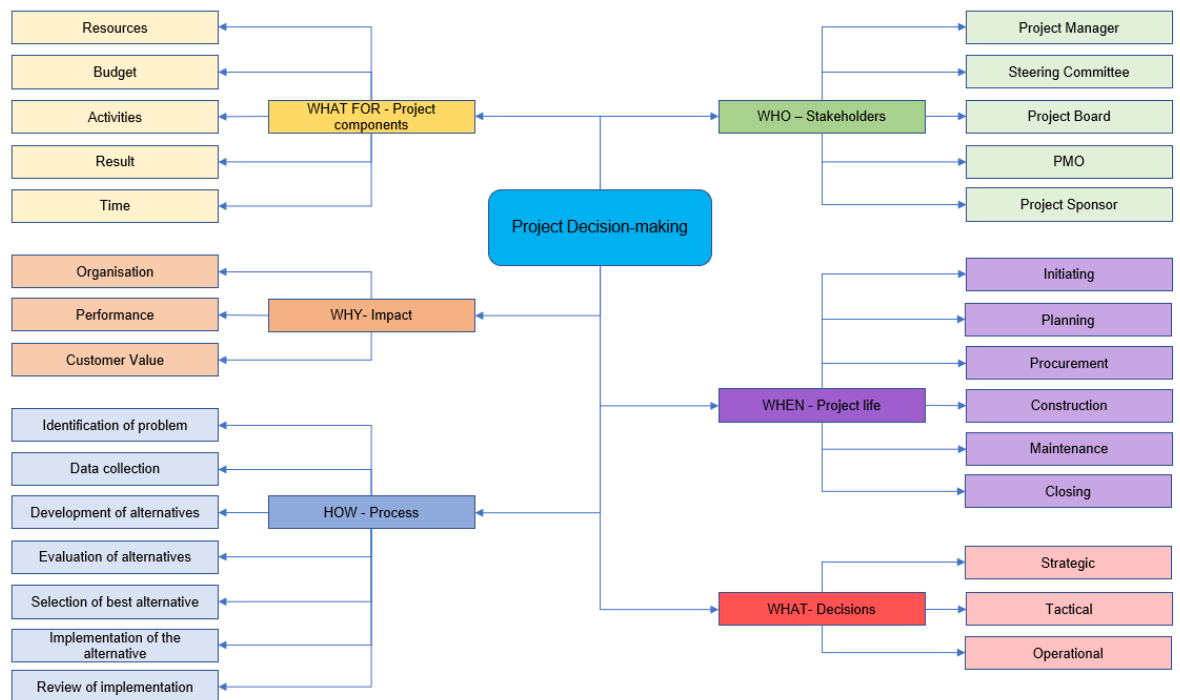 Resources
Budget
Activities
Result
Time
WHAT FOR - Project
components
Organisation
Performance
Customer Value
WHY- Impact
Identification of problem
Data collection
Development of alternatives
Evaluation of alternatives
Selection of best alternative
Implementation of the
alternative
Review of implementation
HOW - Process
Project Decision-making
WHO – Stakeholders
Project Manager
Steering Committee
Project Board
PMO
Project Sponsor
WHEN - Project life
Initiating
Planning
Procurement
Construction
Maintenance
Closing
WHAT- Decisions
Strategic
Tactical
Operational